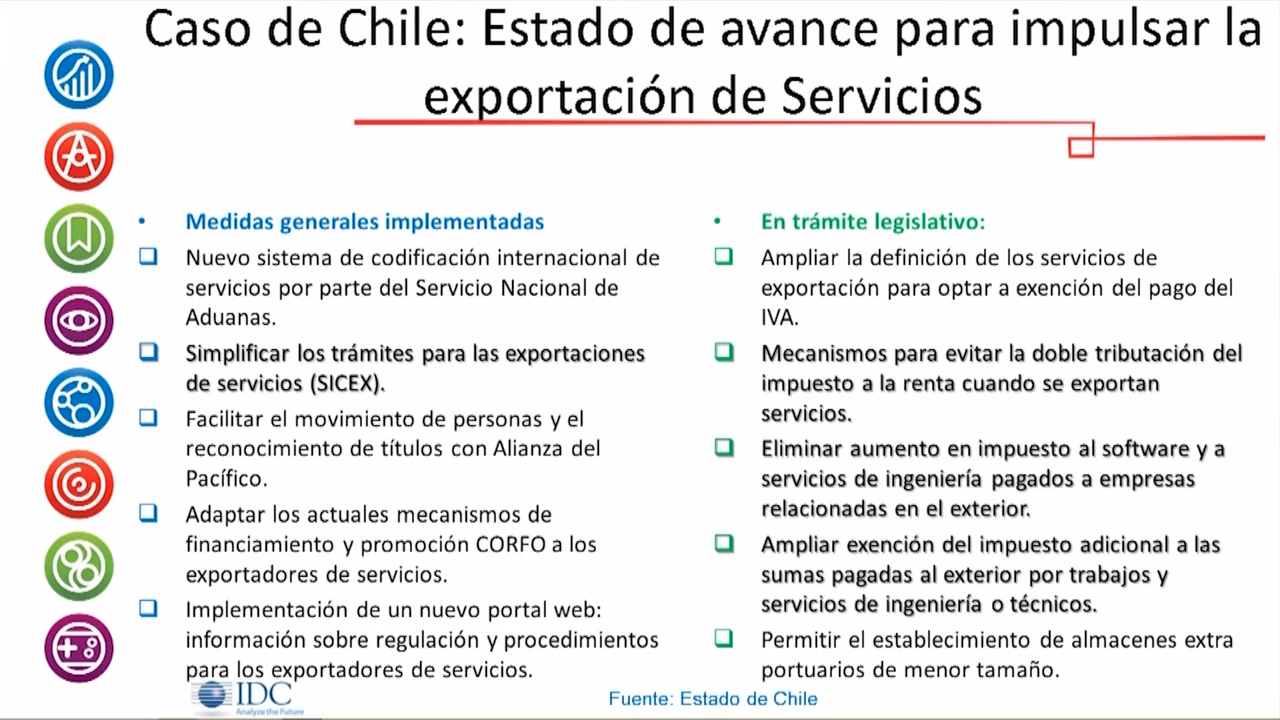 Caso de Chile: Estado de avance para impulsar la
exportación de Servicios
• Medidas generales implementadas
❑ Nuevo sistema de codificación internacional de
servicios por parte del Servicio Nacional de
Aduanas.
❑ Simplificar los trámites para las exportaciones
de servicios (SICEX).
❑ Facilitar el movimiento de personas y el
reconocimiento de títulos con Alianza del
Pacífico.
❑ Adaptar los actuales mecanismos de
financiamiento y promoción CORFO a los
exportadores de servicios.
❑ Implementación de un nuevo portal web:
información sobre regulación y procedimientos
para los exportadores de servicios.
• En trámite legislativo:
❑ Ampliar la definición de los servicios de
exportación para optar a exención del pago del
IVA.
❑ Mecanismos para evitar la doble tributación del
impuesto a la renta cuando se exportan
servicios.
❑ Eliminar aumento en impuesto al software y a
servicios de ingeniería pagados a empresas
relacionadas en el exterior.
❑ Ampliar exención del impuesto adicional a las
sumas pagadas al exterior por trabajos y
servicios de ingeniería o técnicos.
❑ Permitir el establecimiento de almacenes extra
portuarios de menor tamaño.
IDC
Analyze the Future
Fuente: Estado de Chile